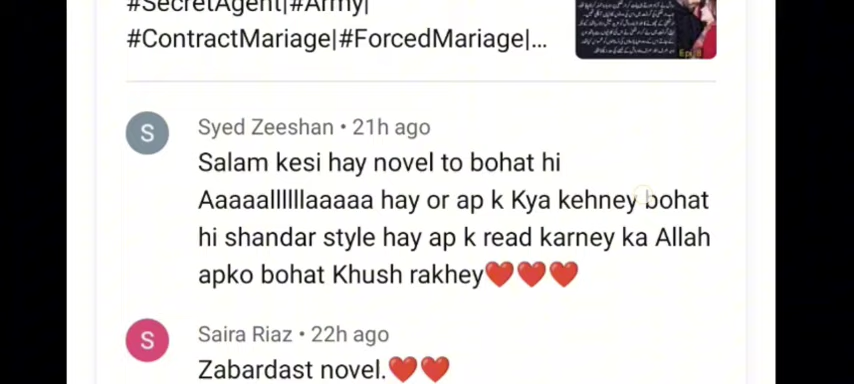 #SecretAgent|#Army|
#ContractMariage|#ForcedMariage|...
Syed Zeeshan • 21h ago
Salam kesi hay novel to bohat hi
Aaaaallllllaaaaa hay or ap k Kya kehney bohat
hi shandar style hay ap k read karney ka Allah
apko bohat Khush rakhey❤️❤️❤️
Saira Riaz • 22h ago
Zabardast novel.❤️❤️